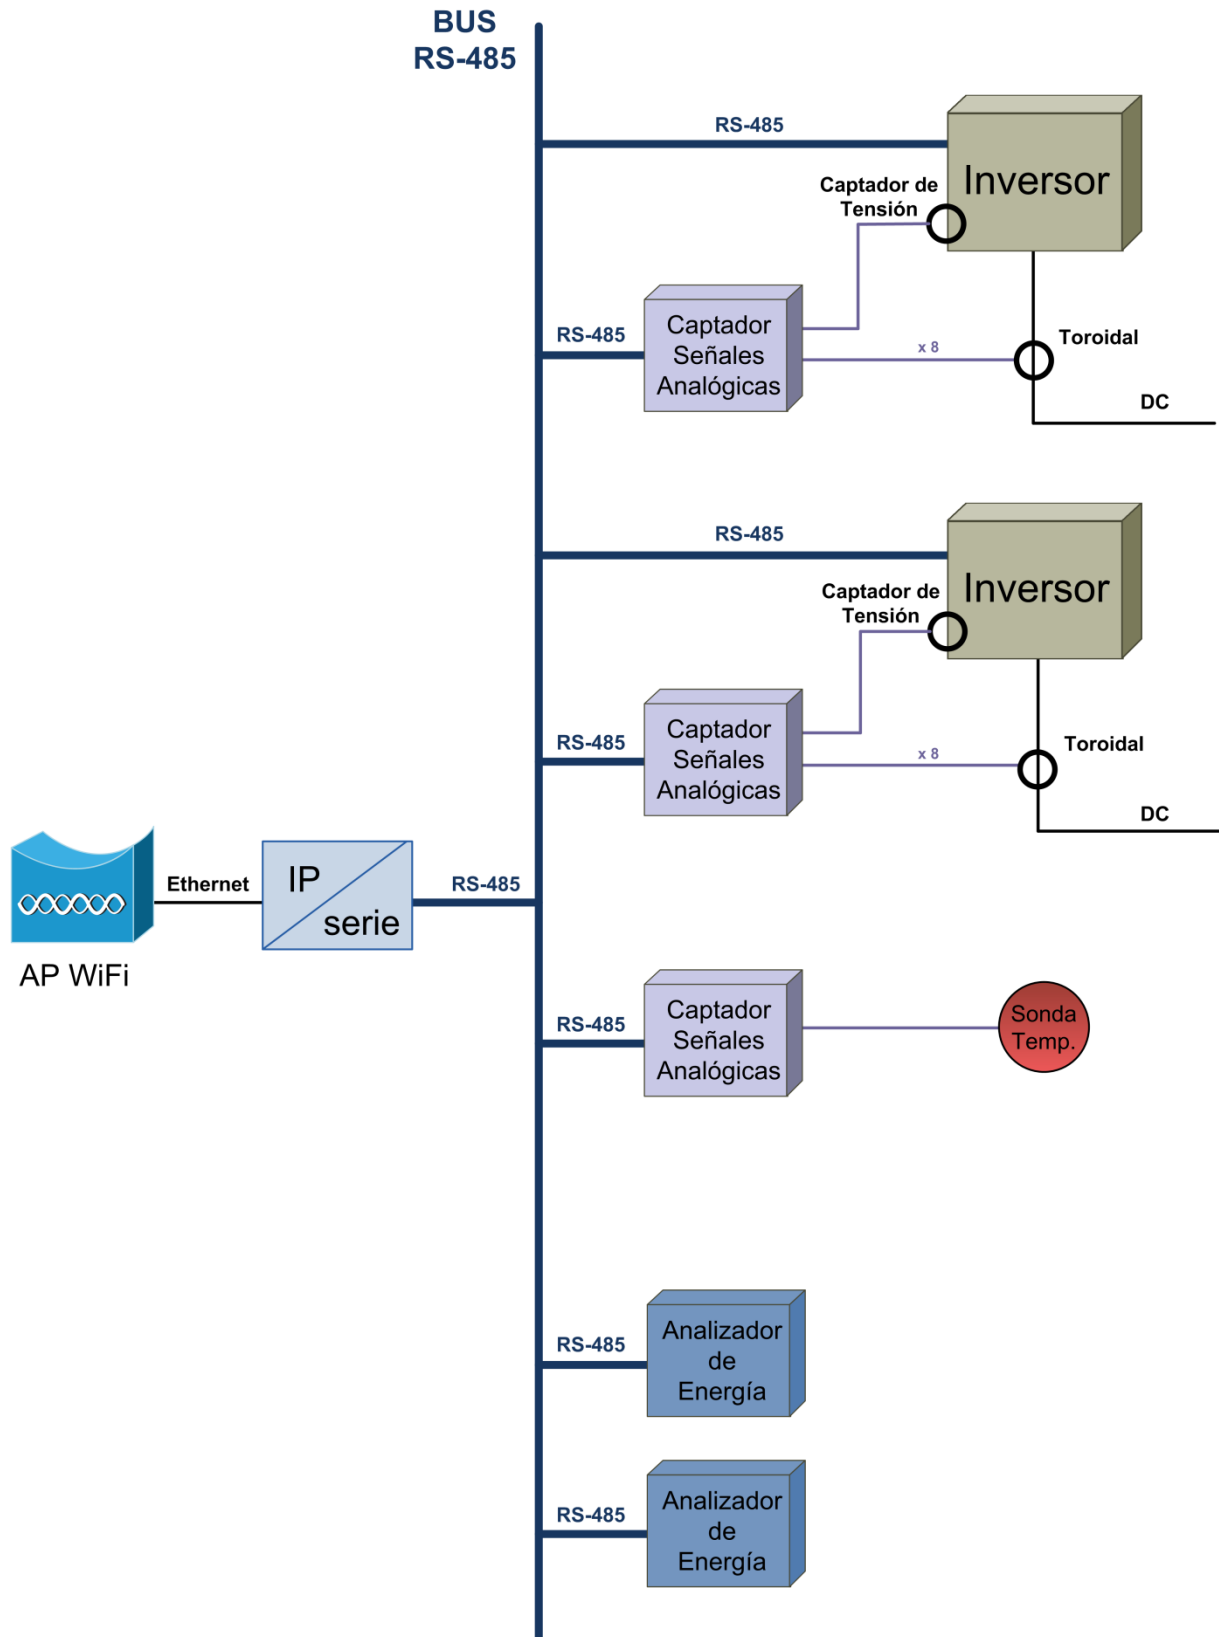 BUS
RS-485
RS-485
Inversor
Captador de
Tensión
RS-485
Captador
Señales
Analógicas
x 8
Toroidal
DC
RS-485
Inversor
Captador de
Tensión
RS-485
Captador
Señales
Analógicas
x 8
Toroidal
DC
Ethernet
IP
serie
RS-485
AP WiFi
RS-485
Captador
Señales
Analógicas
Sonda
Temp.
RS-485
Analizador
de
Energía
RS-485
Analizador
de
Energía